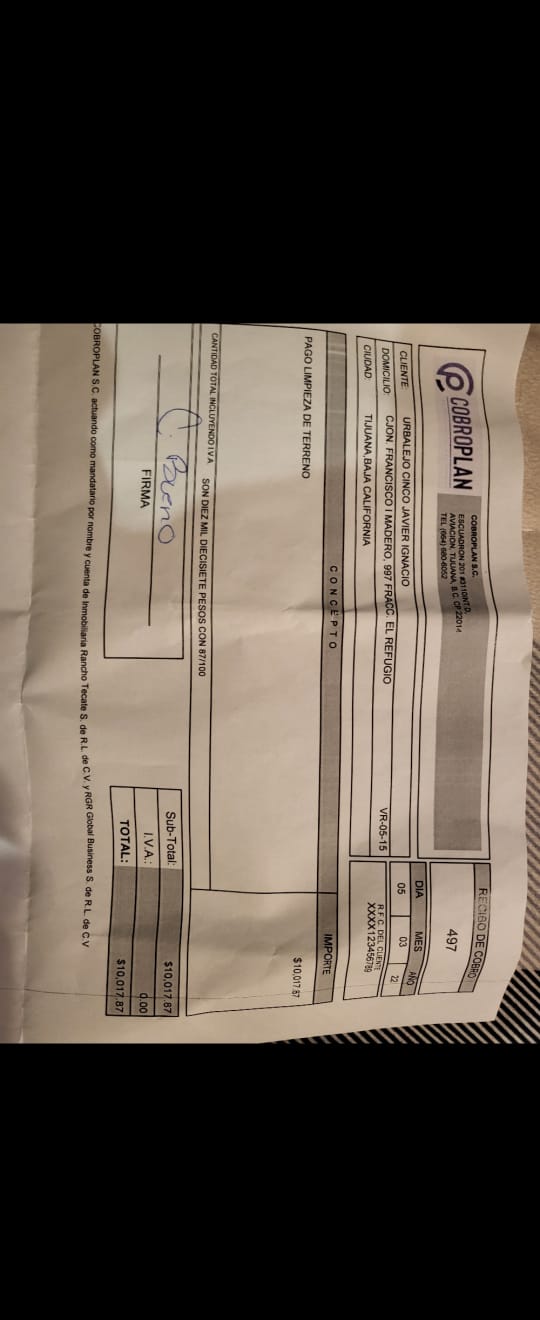 COBROPLAN
COBROPLAN S.C.
ESCUADRON 201 #3110INT D,
AVIACION, TIJUANA, B.C. CP 22014
TEL (664) 680-6052
RECIBO DE COBRO
497
CLIENTE: URBALEJO CINCO JAVIER IGNACIO
DOMICILIO: CJON. FRANCISCO I MADERO, 997 FRACC. EL REFUGIO VR-05-15
CIUDAD: TIJUANA,BAJA CALIFORNIA
DIA MES AÑO
05 03 22
R.F.C. DEL CLIENTE
XXXX123456789
CONCEPTO IMPORTE
PAGO LIMPIEZA DE TERRENO $10,017.87
CANTIDAD TOTAL INCLUYENDO I.V.A. SON DIEZ MIL DIECISIETE PESOS CON 87/100
Sub-Total: $10,017.87
I.V.A.: 0.00
TOTAL: $10,017.87
C. Bueno
FIRMA
COBROPLAN S.C. actuando como mandatario por nombre y cuenta de Inmobiliaria Rancho Tecate S. de R.L. de C.V. y RGR Global Business S. de R.L. de C.V